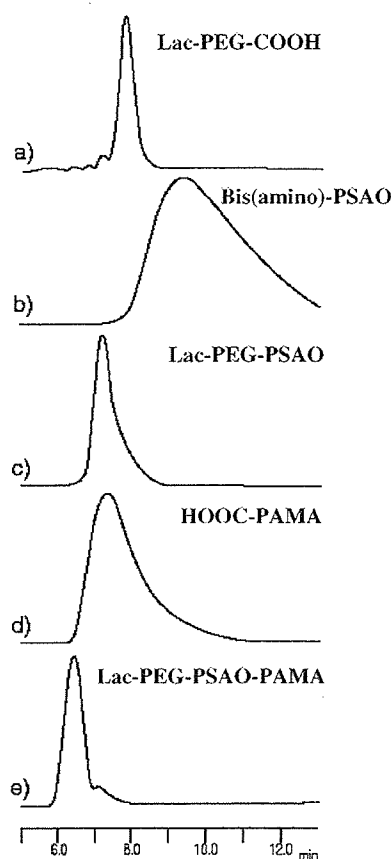 Lac-PEG-COOH
a)
Bis(amino)-PSAO
b)
Lac-PEG-PSAO
c)
HOOC-PAMA
d)
Lac-PEG-PSAO-PAMA
e)
6.0 8.0 10.0 12.0
min